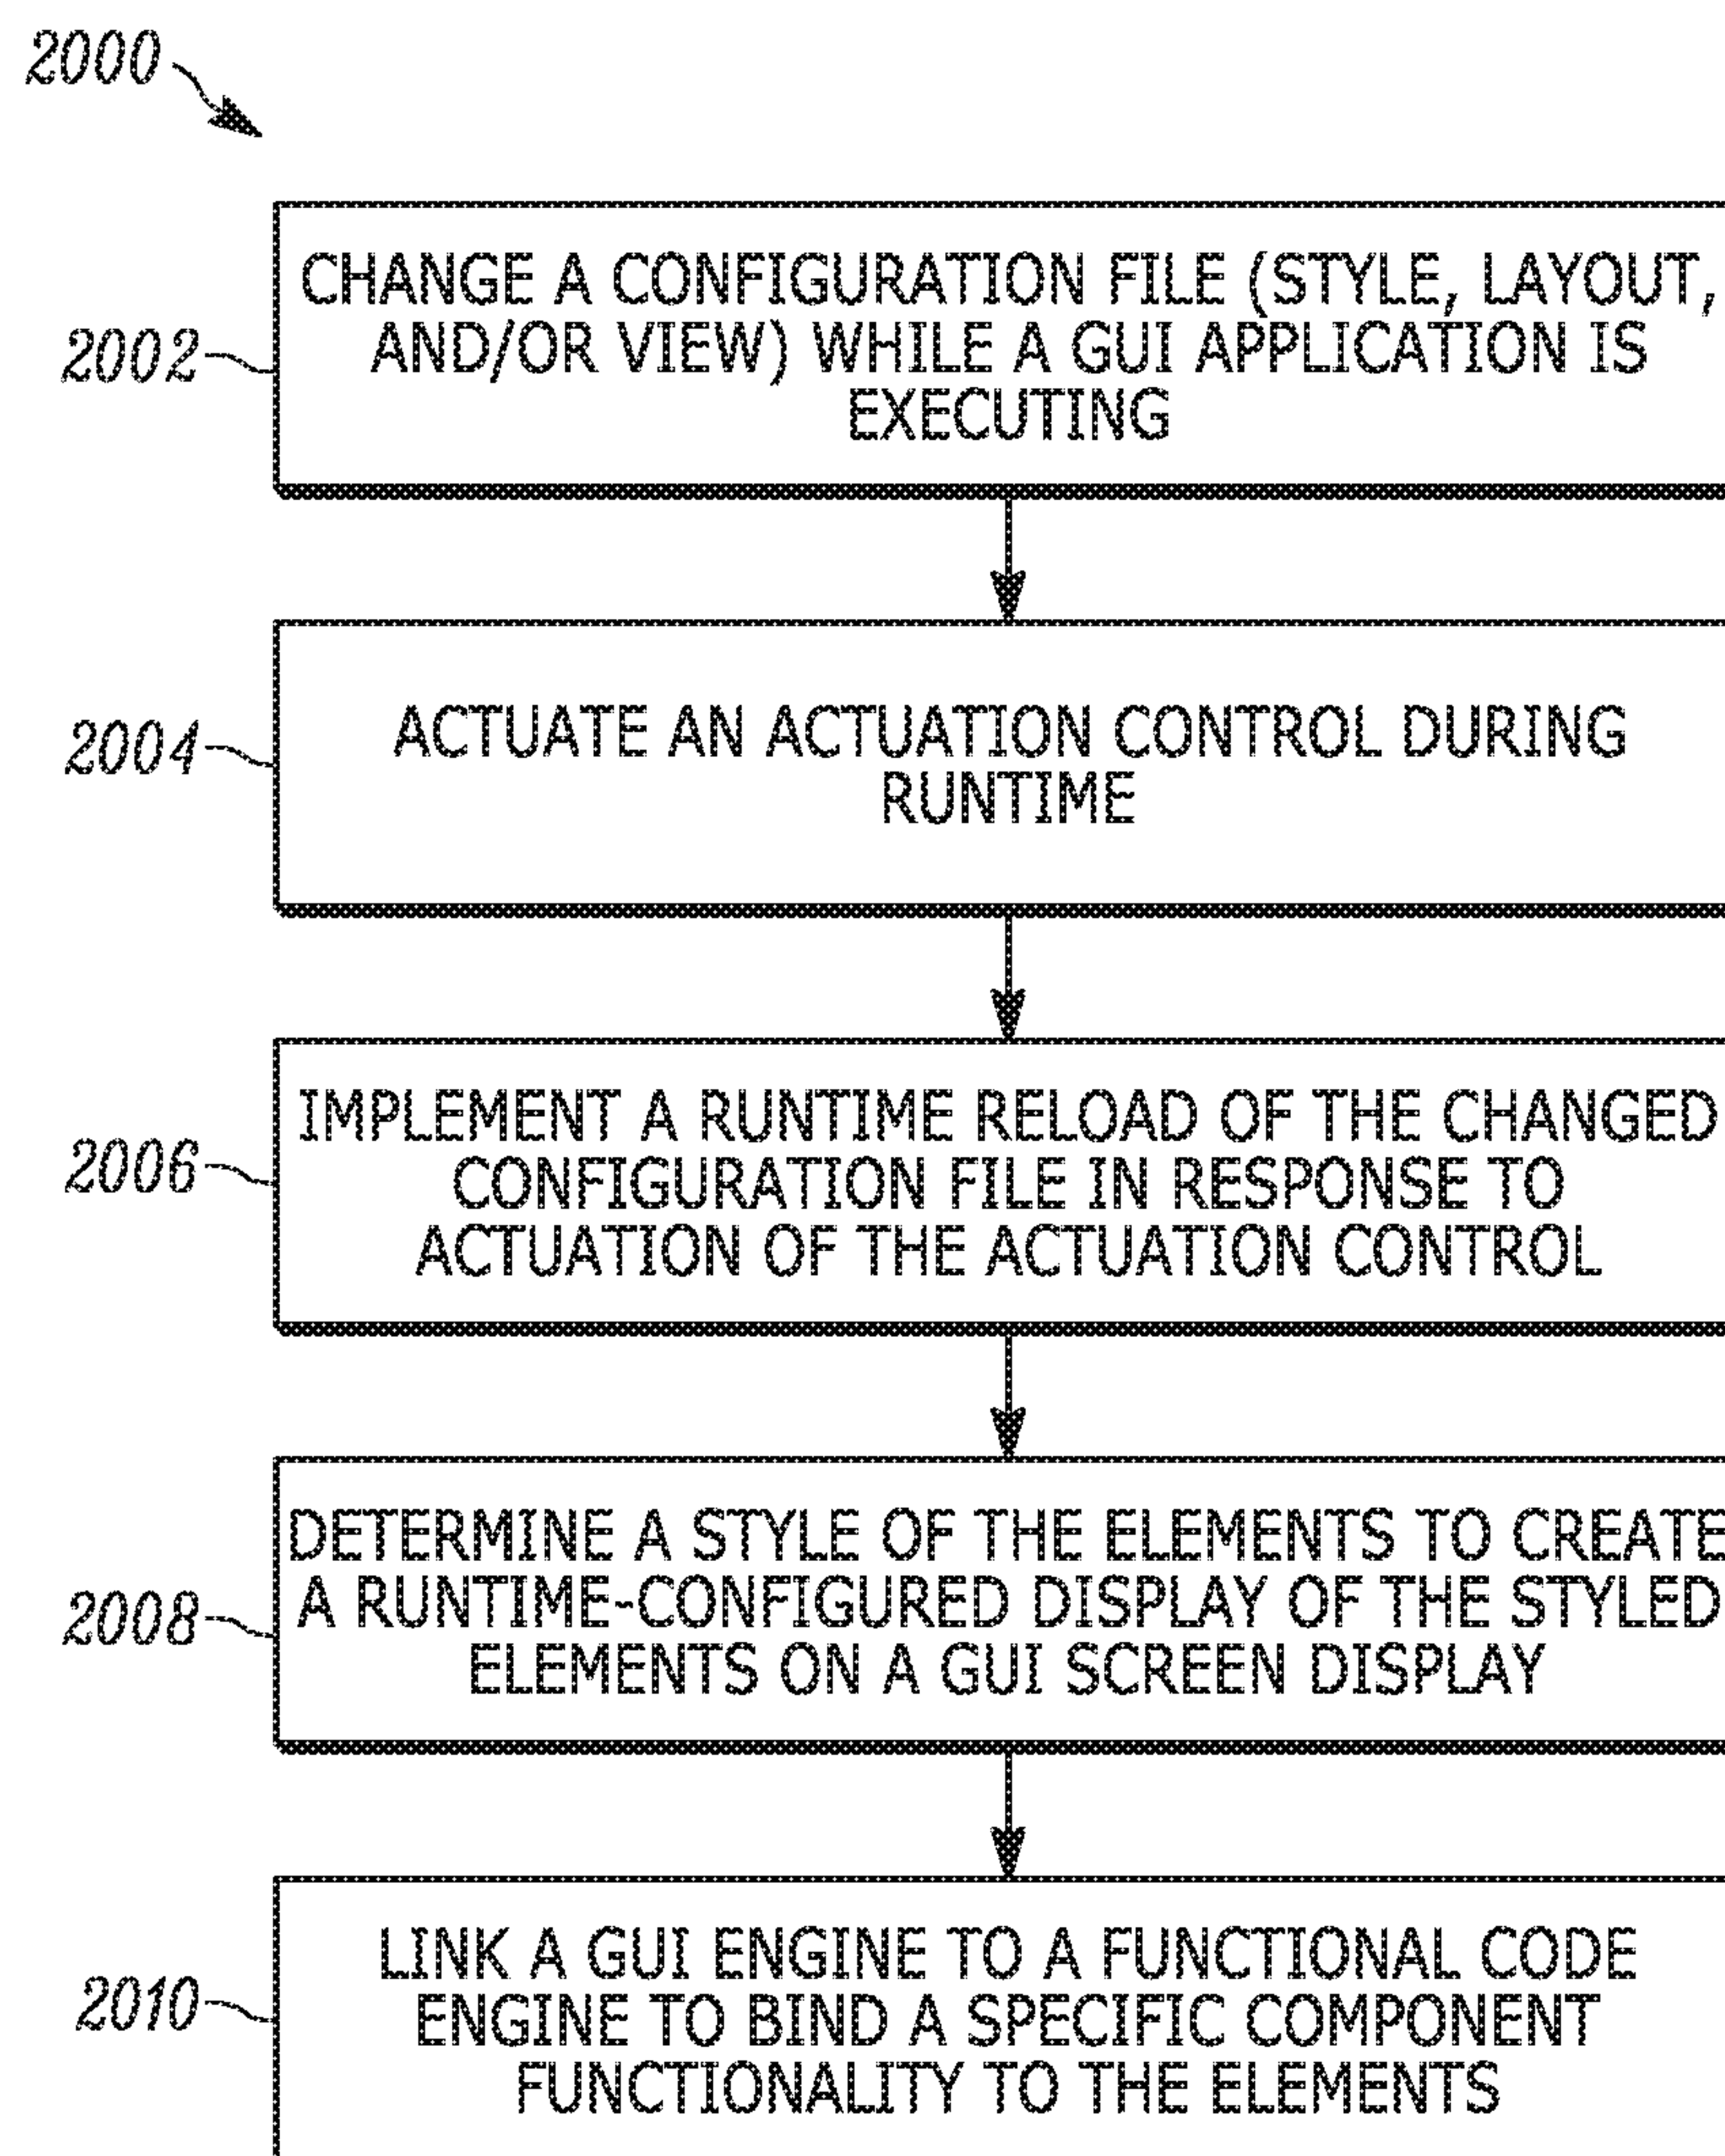 2000
CHANGE A CONFIGURATION FILE (STYLE, LAYOUT,
AND/OR VIEW) WHILE A GUI APPLICATION IS
EXECUTING
2002
ACTUATE AN ACTUATION CONTROL DURING
RUNTIME
2004
IMPLEMENT A RUNTIME RELOAD OF THE CHANGED
CONFIGURATION FILE IN RESPONSE TO
ACTUATION OF THE ACTUATION CONTROL
2006
DETERMINE A STYLE OF THE ELEMENTS TO CREATE
A RUNTIME-CONFIGURED DISPLAY OF THE STYLED
ELEMENTS ON A GUI SCREEN DISPLAY
2008
LINK A GUI ENGINE TO A FUNCTIONAL CODE
ENGINE TO BIND A SPECIFIC COMPONENT
FUNCTIONALITY TO THE ELEMENTS
2010